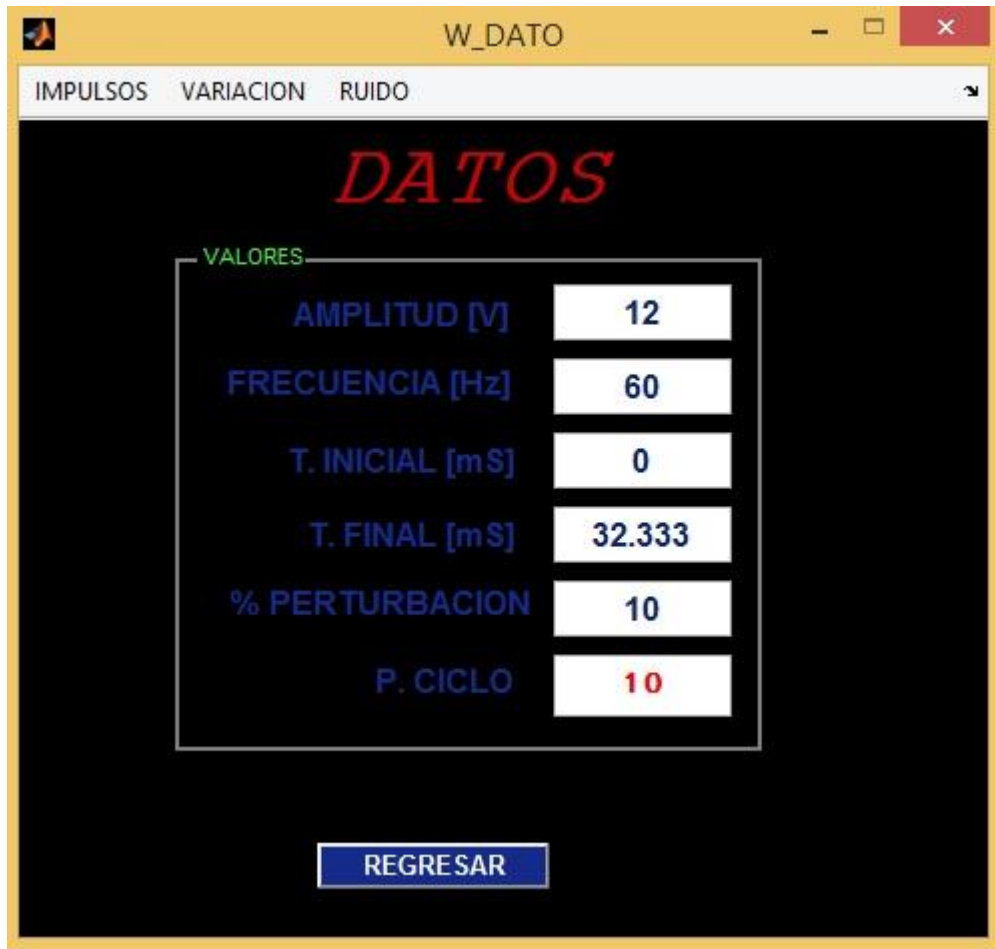 W_DATO
IMPULSOS VARIACION RUIDO
DATOS
VALORES
AMPLITUD [V] 12
FRECUENCIA [Hz] 60
T. INICIAL [mS] 0
T. FINAL [mS] 32.333
% PERTURBACION 10
P. CICLO 10
REGRESAR